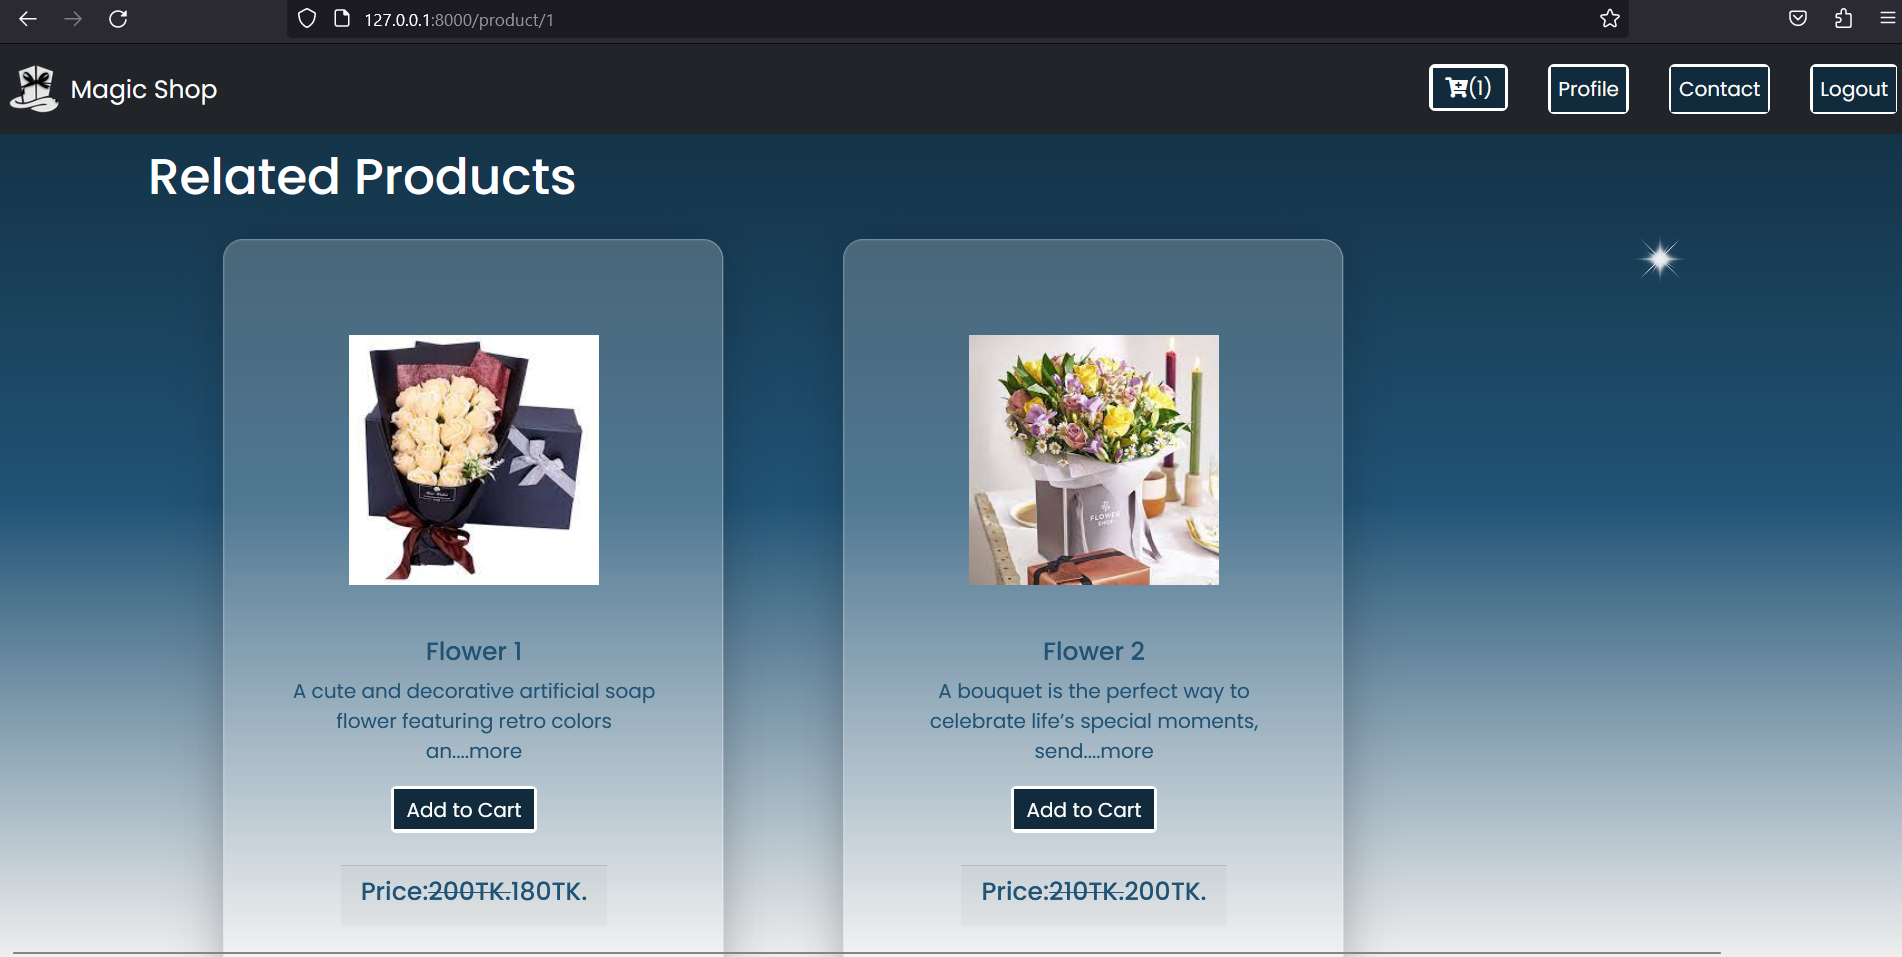 127.0.0.1:8000/product/1
Magic Shop
(1)
Profile
Contact
Logout
Related Products
FLOWER
SHOP
Flower 1
A cute and decorative artificial soap
flower featuring retro colors
an....more
Add to Cart
Price:200TK.180TK.
Flower 2
A bouquet is the perfect way to
celebrate life’s special moments,
send....more
Add to Cart
Price:210TK.200TK.